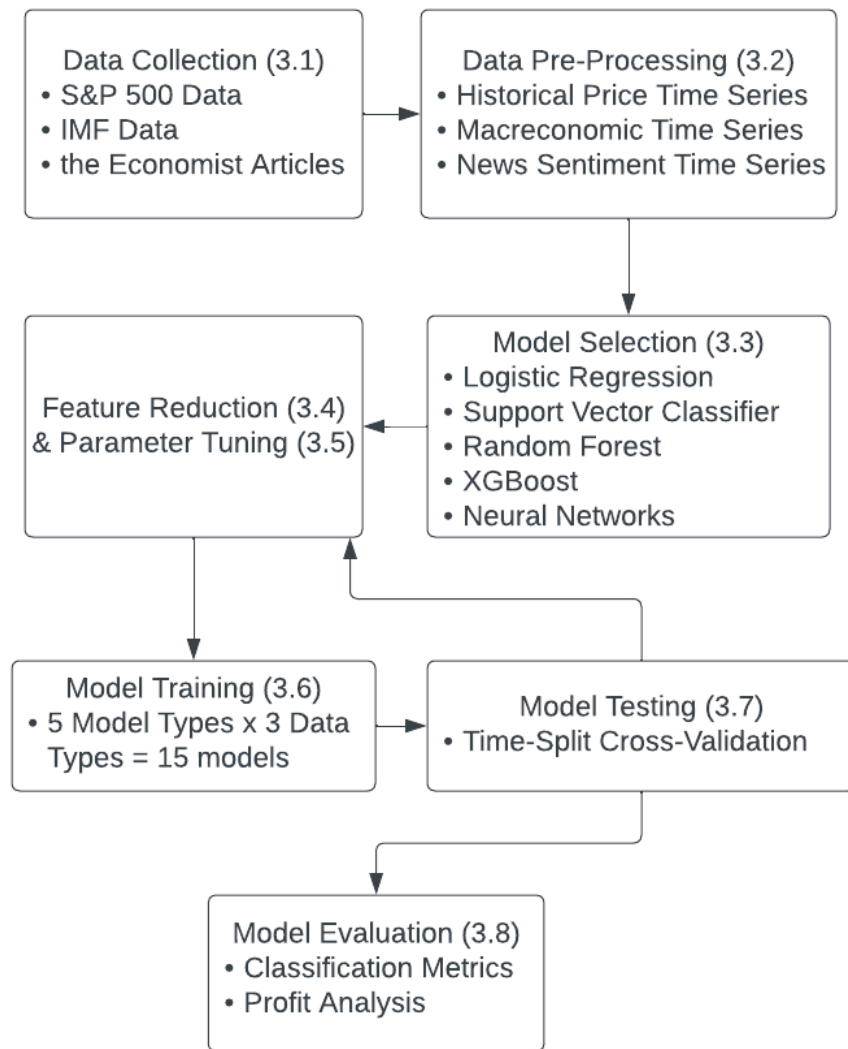 Data Collection (3.1)
• S&P 500 Data
• IMF Data
• the Economist Articles
Data Pre-Processing (3.2)
• Historical Price Time Series
• Macreconomic Time Series
• News Sentiment Time Series
Model Selection (3.3)
• Logistic Regression
• Support Vector Classifier
• Random Forest
• XGBoost
• Neural Networks
Feature Reduction (3.4)
& Parameter Tuning (3.5)
Model Training (3.6)
• 5 Model Types x 3 Data
Types = 15 models
Model Testing (3.7)
• Time-Split Cross-Validation
Model Evaluation (3.8)
• Classification Metrics
• Profit Analysis